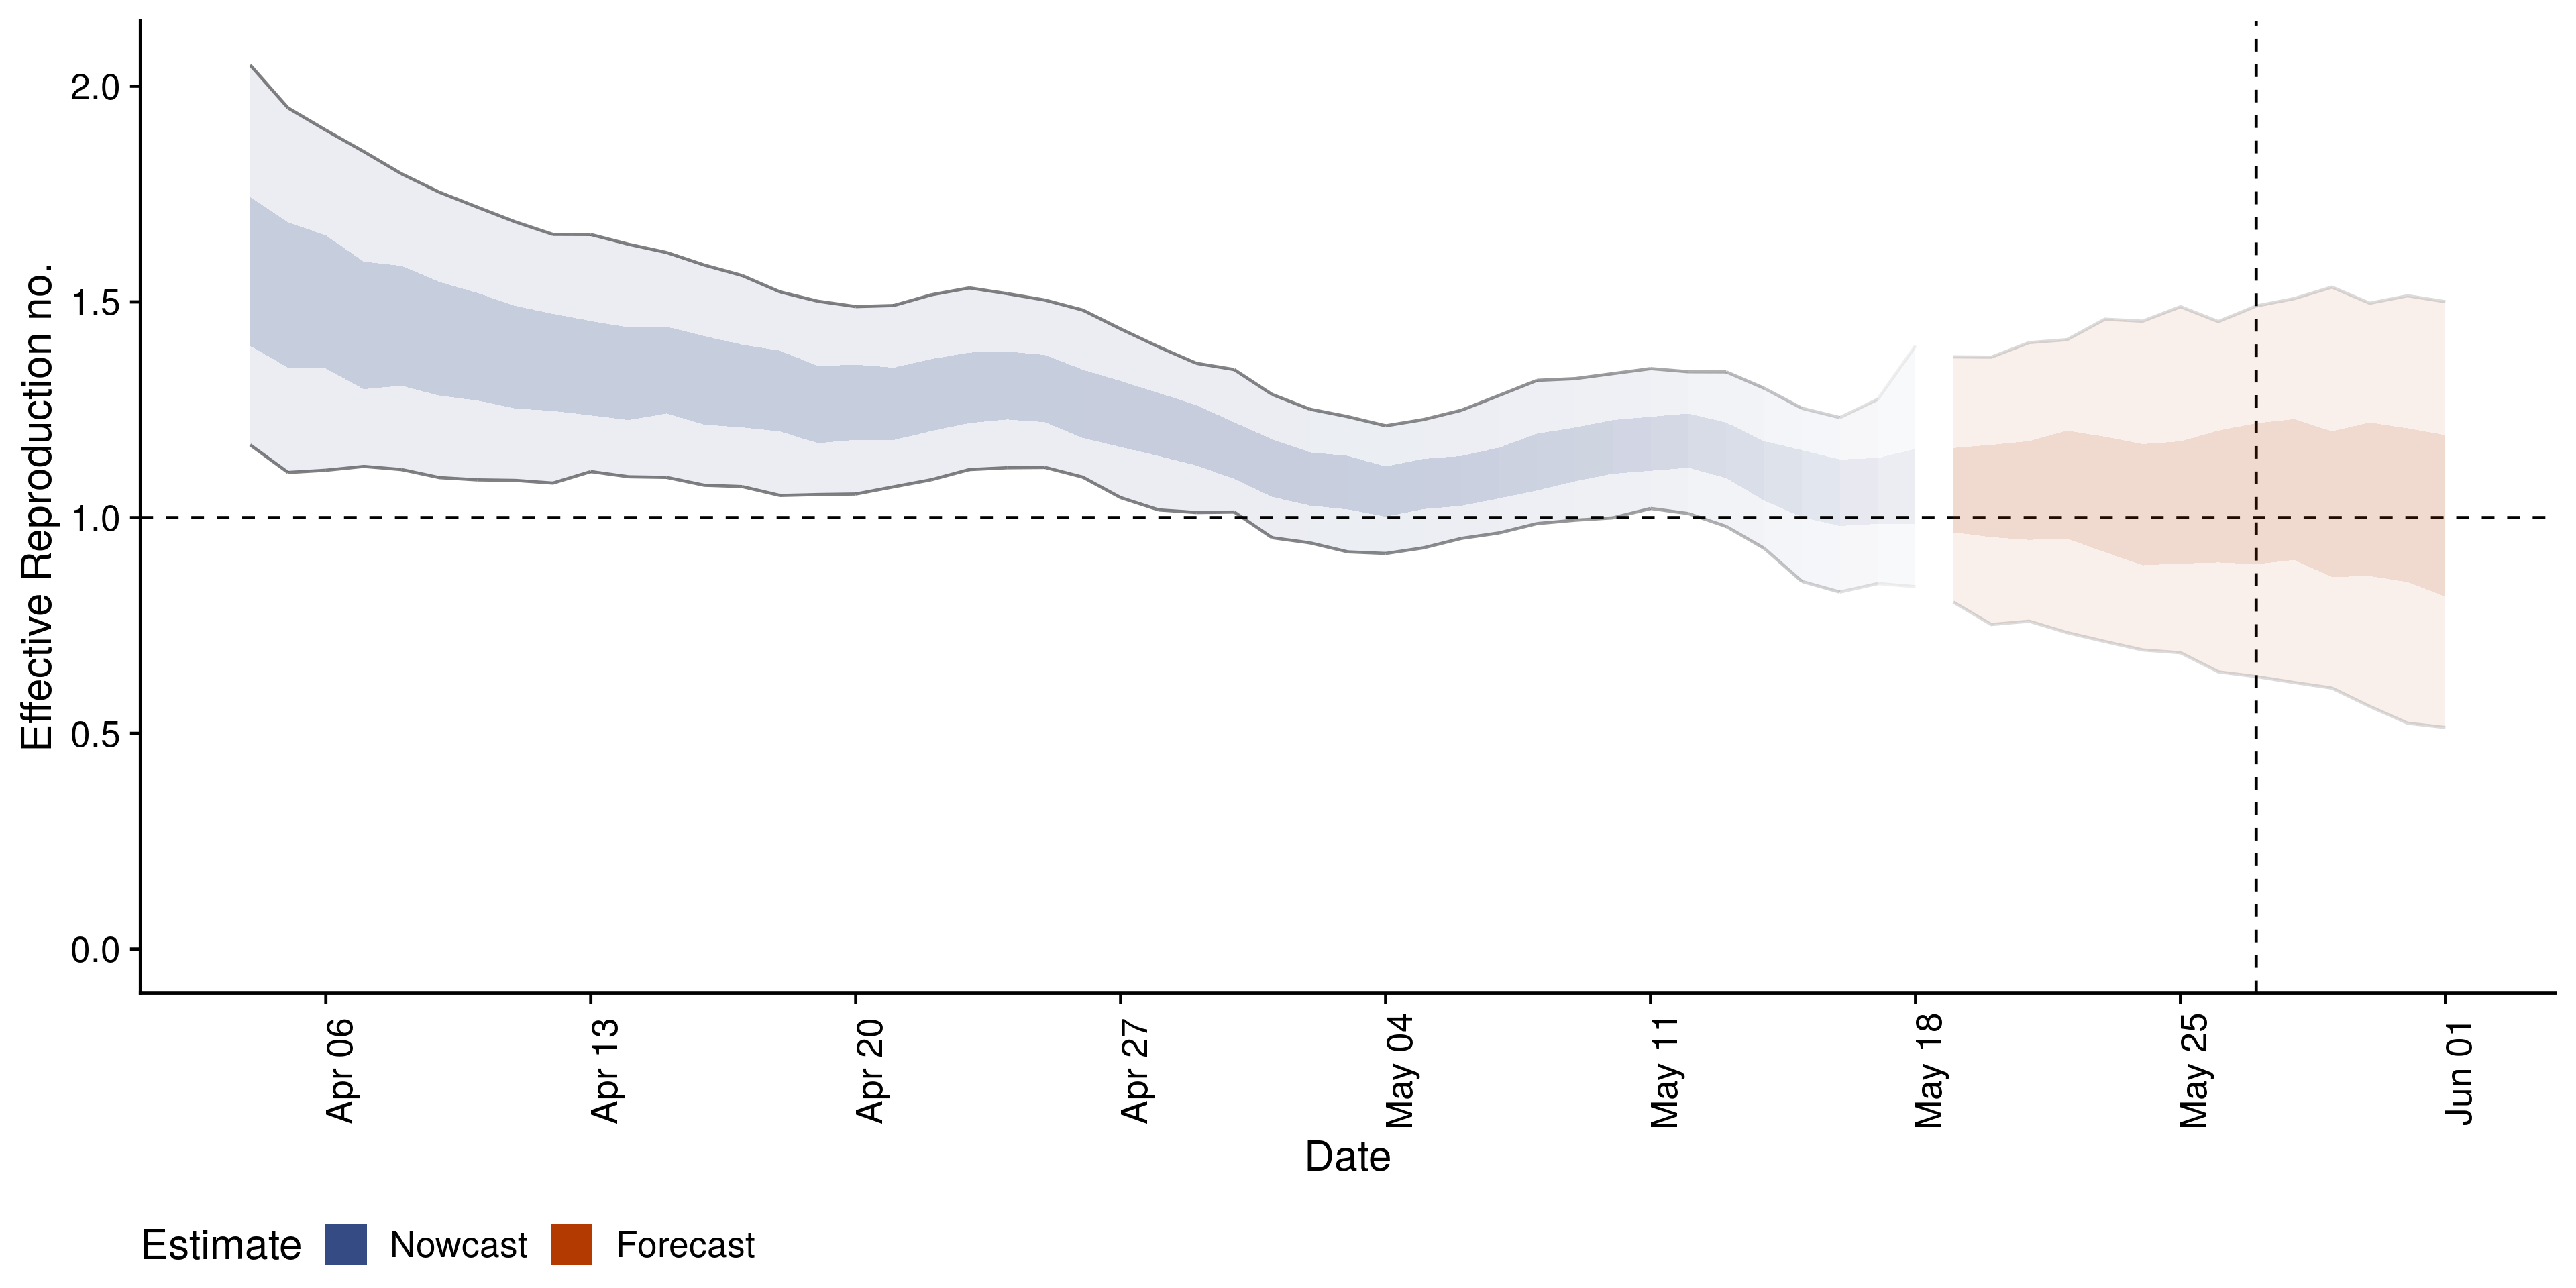 Effective Reproduction no.
2.0
1.5
1.0
0.5
0.0
Apr 06
Apr 13
Apr 20
Apr 27
May 04
May 11
May 18
May 25
Jun 01
Date
Estimate Nowcast Forecast